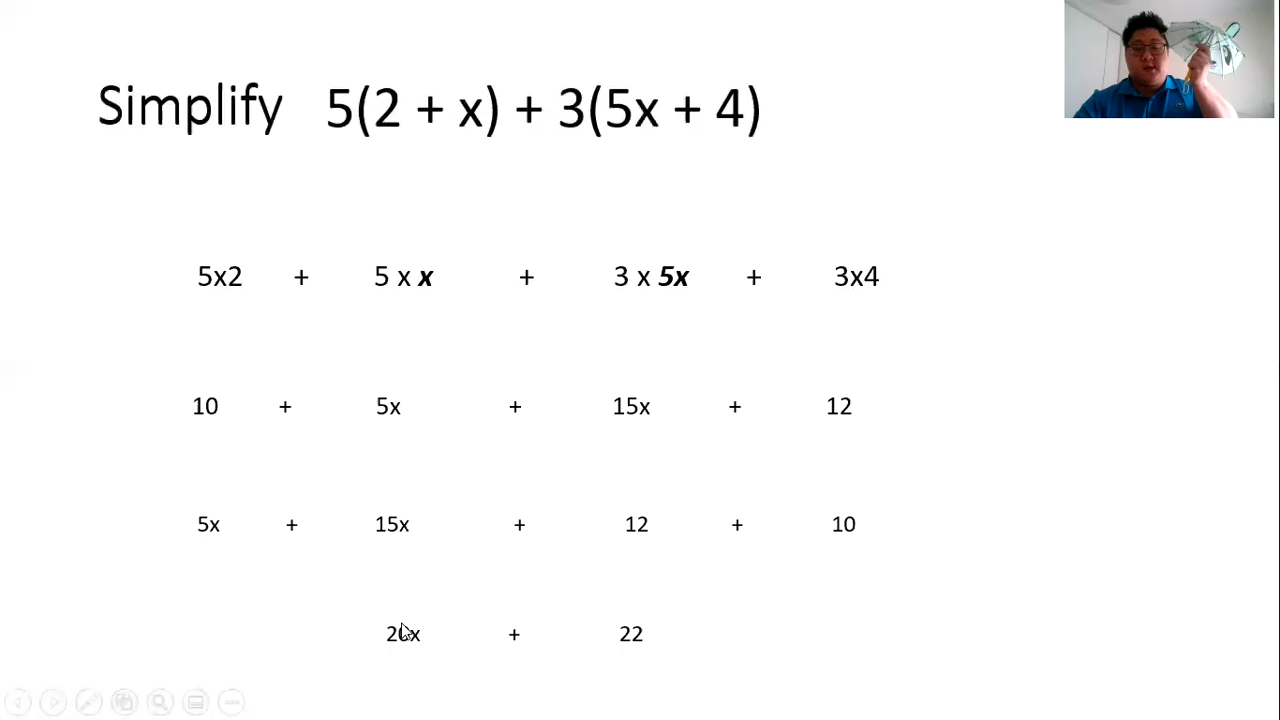 Simplify 5(2 + x) + 3(5x + 4)
5x2 + 5 x x + 3 x 5x + 3x4
10 + 5x + 15x + 12
5x + 15x + 12 + 10
20x + 22